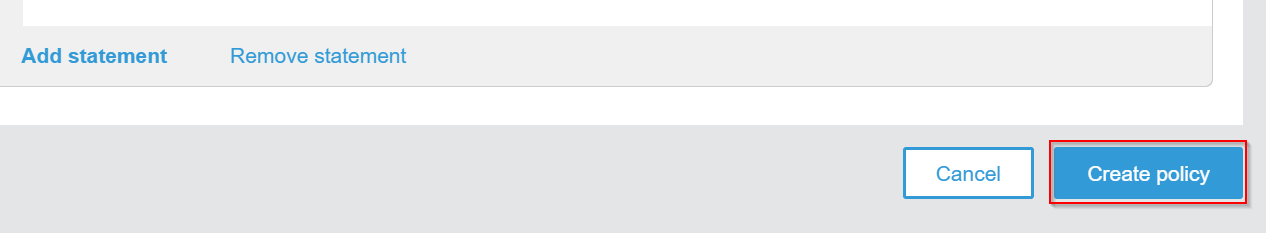 Add statement Remove statement
Cancel Create policy